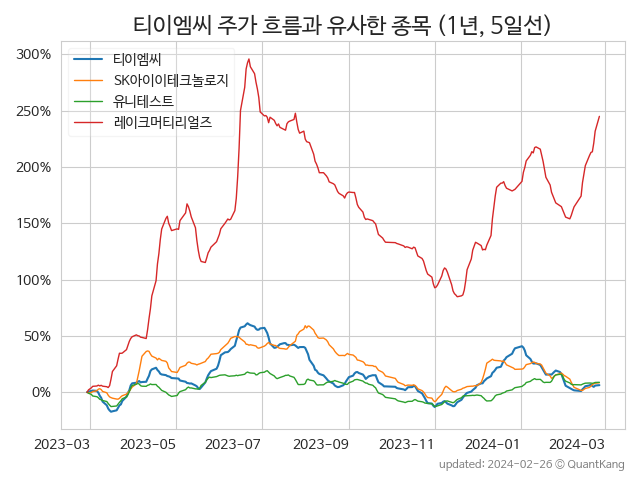 티이엠씨 주가 흐름과 유사한 종목 (1년, 5일선)
티이엠씨
SK아이이테크놀로지
유니테스트
레이크머티리얼즈
300%
250%
200%
150%
100%
50%
0%
2023-03 2023-05 2023-07 2023-09 2023-11 2024-01 2024-03
updated: 2024-02-26 © QuantKang